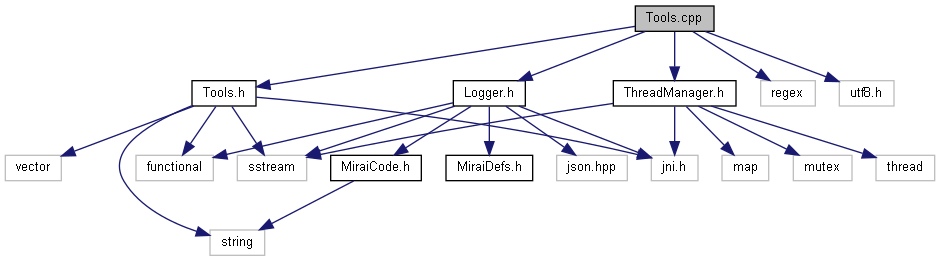 Tools.cpp
Tools.h
Logger.h
ThreadManager.h
regex
utf8.h
vector
functional
sstream
MiraiCode.h
MiraiDefs.h
json.hpp
jni.h
map
mutex
thread
string